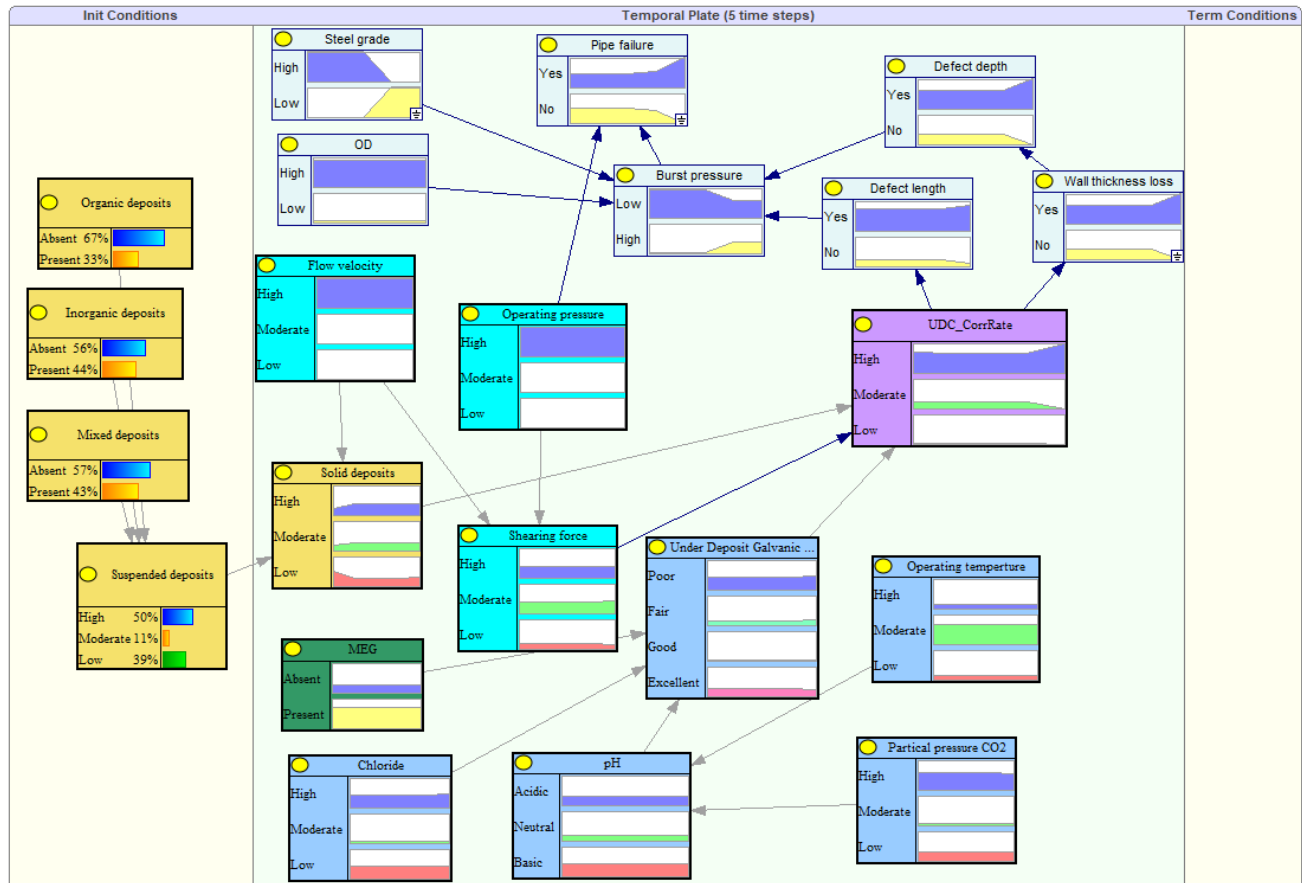 Init Conditions
Temporal Plate (5 time steps)
Term Conditions
Steel grade
High
Low
Pipe failure
Yes
No
Defect depth
Yes
No
OD
High
Low
Burst pressure
Low
High
Defect length
Yes
No
Wall thickness loss
Yes
No
Organic deposits
Absent 67%
Present 33%
Inorganic deposits
Absent 56%
Present 44%
Mixed deposits
Absent 57%
Present 43%
Suspended deposits
High 50%
Moderate 11%
Low 39%
Flow velocity
High
Moderate
Low
Operating pressure
High
Moderate
Low
UDC_CorrRate
High
Moderate
Low
Solid deposits
High
Moderate
Low
Shearing force
High
Moderate
Low
Under Deposit Galvanic ...
Poor
Fair
Good
Excellent
Operating temperture
High
Moderate
Low
MEG
Absent
Present
Chloride
High
Moderate
Low
pH
Acidic
Neutral
Basic
Partical pressure CO2
High
Moderate
Low